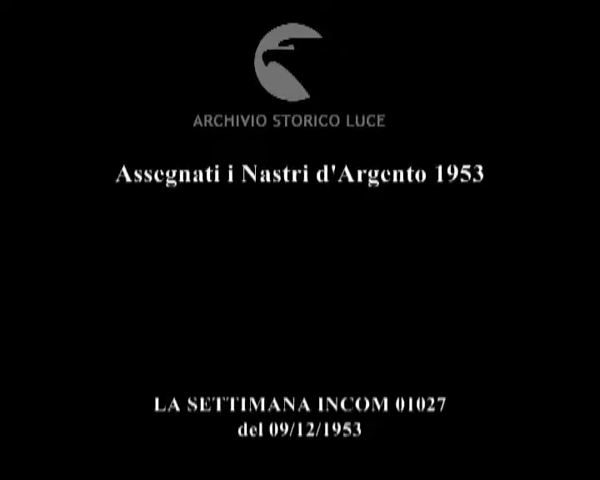 ARCHIVIO STORICO LUCE
Assegnati i Nastri d'Argento 1953
LA SETTIMANA INCOM 01027
del 09/12/1953